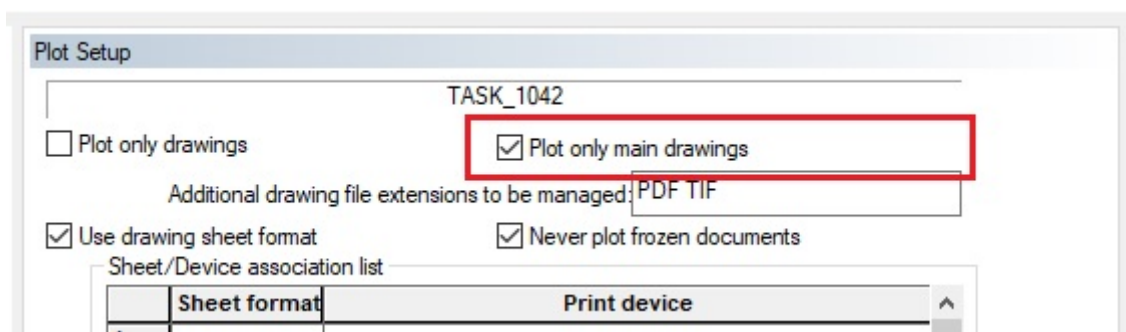 Plot Setup
TASK_1042
Plot only drawings Plot only main drawings
Additional drawing file extensions to be managed: PDF TIF
Use drawing sheet format Never plot frozen documents
Sheet/Device association list
Sheet format Print device